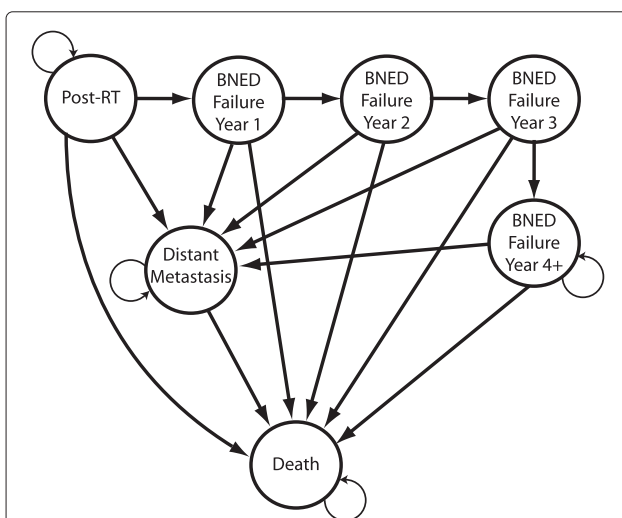 Post-RT
BNED
Failure
Year 1
BNED
Failure
Year 2
BNED
Failure
Year 3
BNED
Failure
Year 4+
Distant
Metastasis
Death